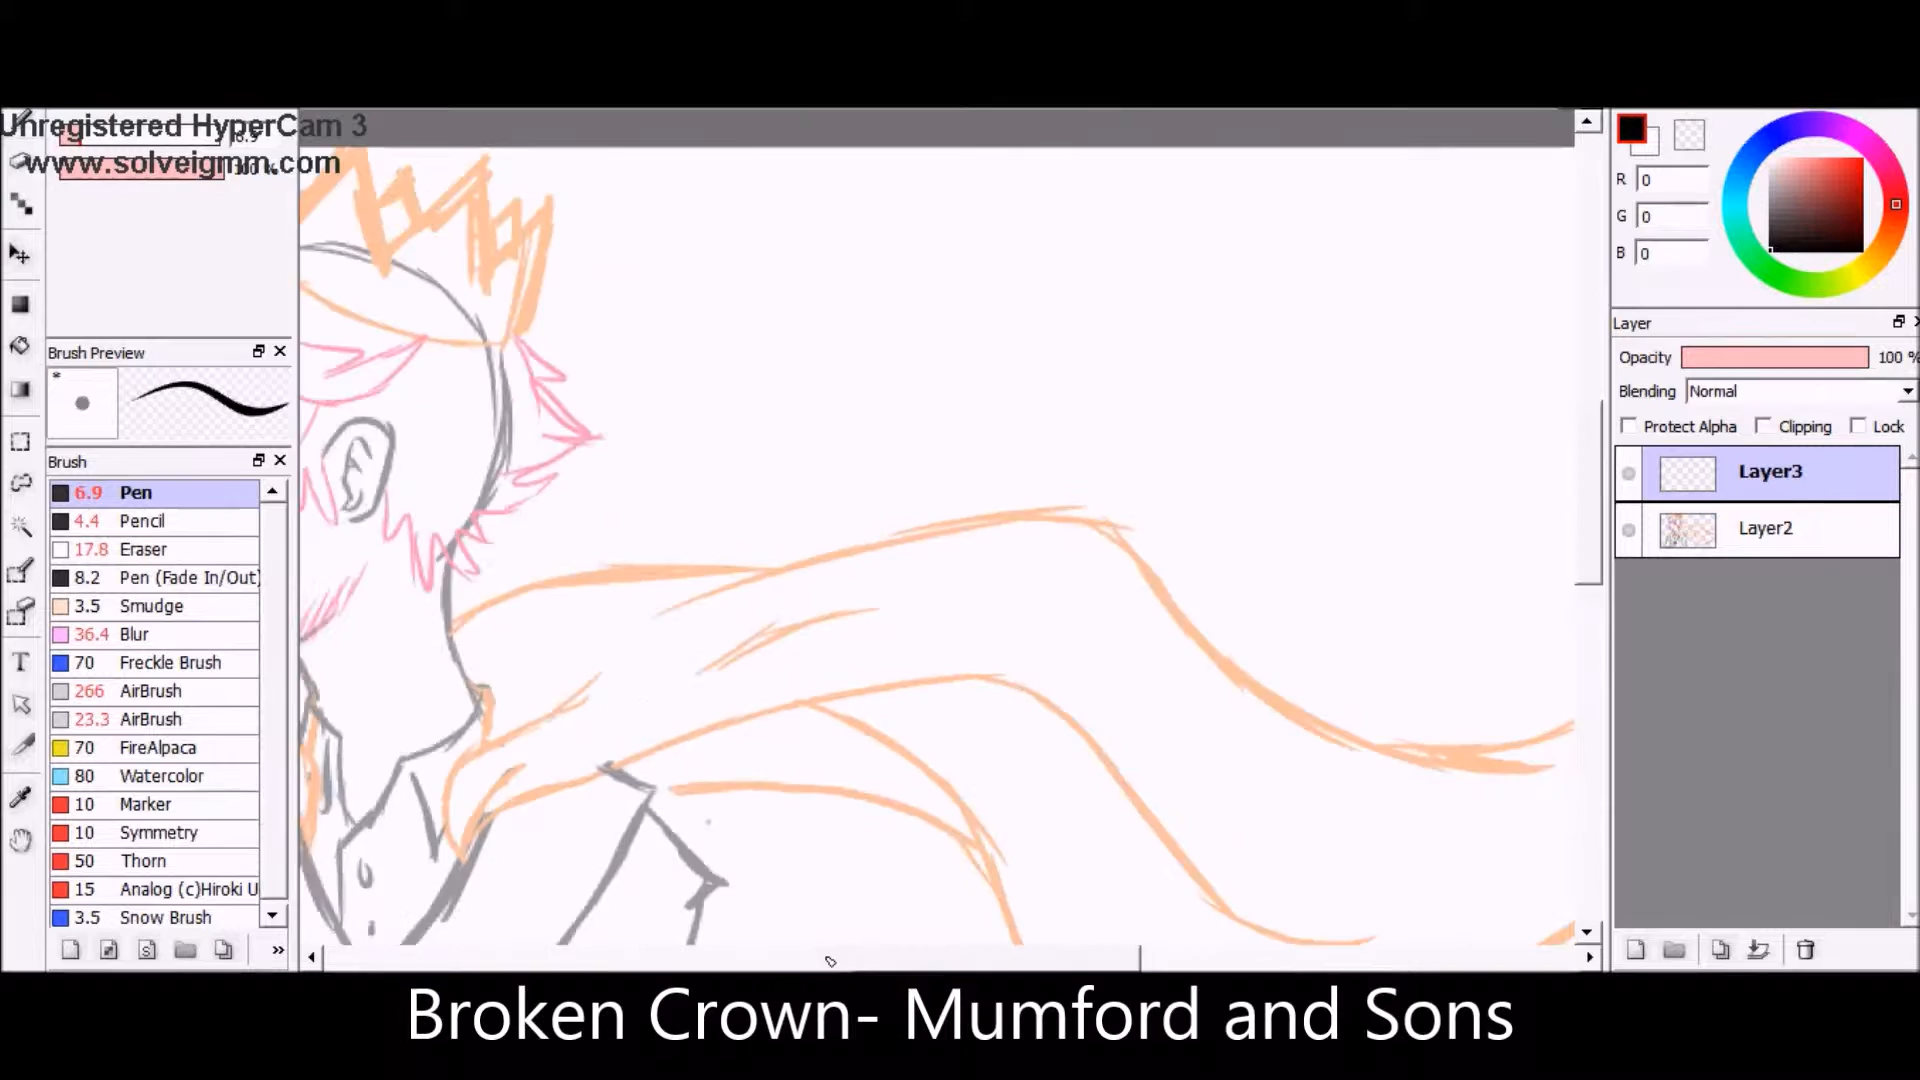 Unregistered HyperCam 3
www.solveigmm.com
Brush Preview
*
Brush
6.9 Pen
4.4 Pencil
17.8 Eraser
8.2 Pen (Fade In/Out)
3.5 Smudge
36.4 Blur
70 Freckle Brush
266 AirBrush
23.3 AirBrush
70 FireAlpaca
80 Watercolor
10 Marker
10 Symmetry
50 Thorn
15 Analog (c)Hiroki U
3.5 Snow Brush
R 0
G 0
B 0
Layer
Opacity 100 %
Blending Normal
Protect Alpha Clipping Lock
Layer3
Layer2
Broken Crown- Mumford and Sons